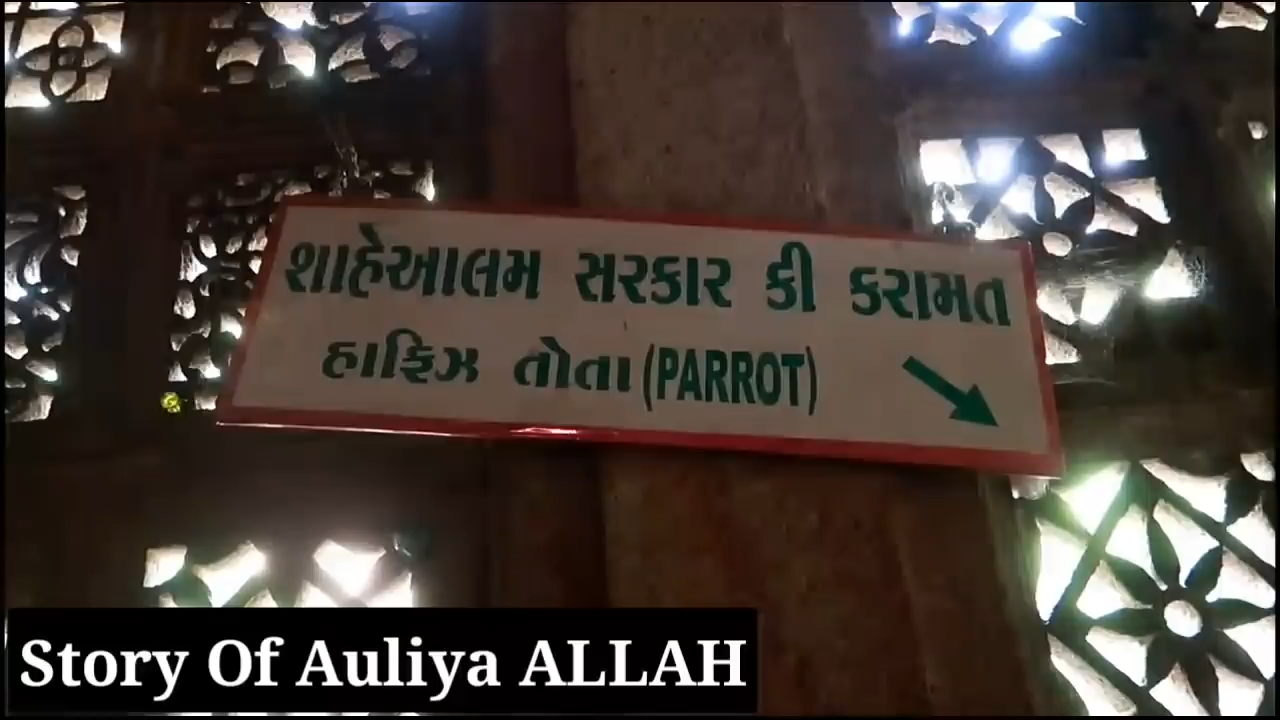 શાહેઆલમ સરકાર કી કરામત
હાફિઝ તોતા (PARROT)
Story Of Auliya ALLAH